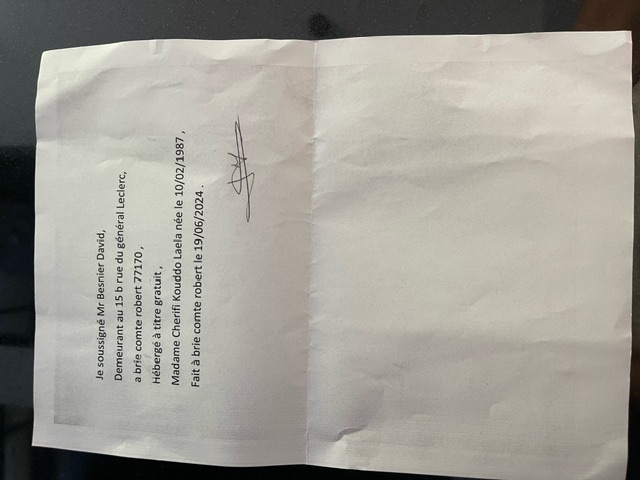 Je soussigné Mr Besnier David,
Demeurant au 15 b rue du général Leclerc,
a brie comte robert 77170 ,
Hébergé à titre gratuit ,
Madame Cherifi Kouddo Laela née le 10/02/1987 ,
Fait à brie comte robert le 19/06/2024 .